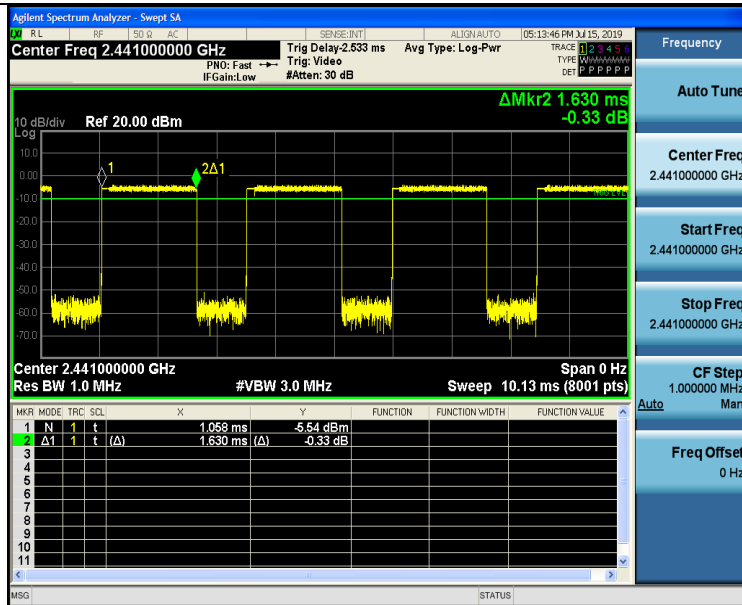 Agilent Spectrum Analyzer - Swept SA
LXI RL RF 50 Ω AC SENSE:INT ALIGN AUTO 05:13:46 PM Jul 15, 2019
Center Freq 2.441000000 GHz
PNO: Fast
IFGain:Low
Trig Delay-2.533 ms
Trig: Video
#Atten: 30 dB
Avg Type: Log-Pwr
TRACE 1 2 3 4 5 6
TYPE
DET P P P P P P
ΔMkr2 1.630 ms
-0.33 dB
10 dB/div Ref 20.00 dBm
Log
10.0
0.00
-10.0
-20.0
-30.0
-40.0
-50.0
-60.0
-70.0
1
2Δ1
Center 2.441000000 GHz Span 0 Hz
Res BW 1.0 MHz #VBW 3.0 MHz Sweep 10.13 ms (8001 pts)
MKR MODE TRC SCL X Y FUNCTION FUNCTION WIDTH FUNCTION VALUE
1 N 1 t 1.058 ms -5.54 dBm
2 Δ1 1 t (Δ) 1.630 ms (Δ) -0.33 dB
3
4
5
6
7
8
9
10
11
MSG STATUS
Frequency
Auto Tune
Center Freq
2.441000000 GHz
Start Freq
2.441000000 GHz
Stop Freq
2.441000000 GHz
CF Step
1.000000 MHz
Auto Man
Freq Offset
0 Hz